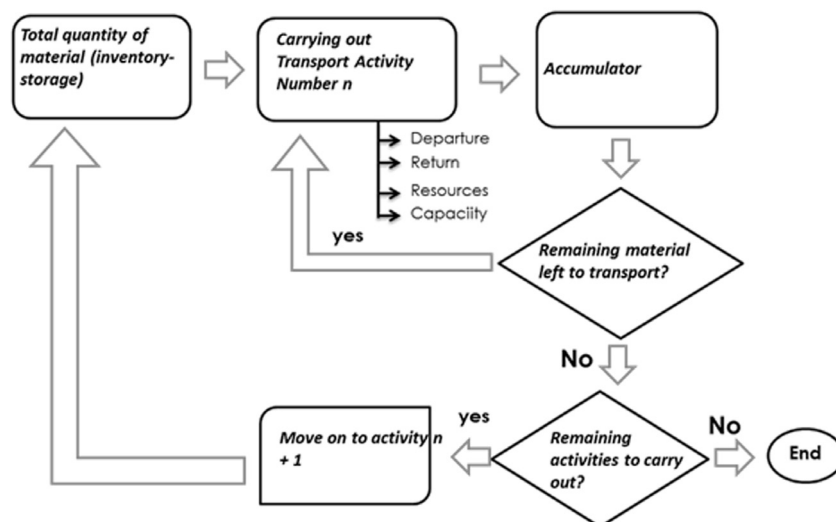 Total quantity of
material (inventory-
storage)
Carrying out
Transport Activity
Number n
Accumulator
Departure
Return
Resources
Capaciity
yes
Remaining material
left to transport?
No
yes
Move on to activity n
+ 1
Remaining
activities to carry
out?
No
End